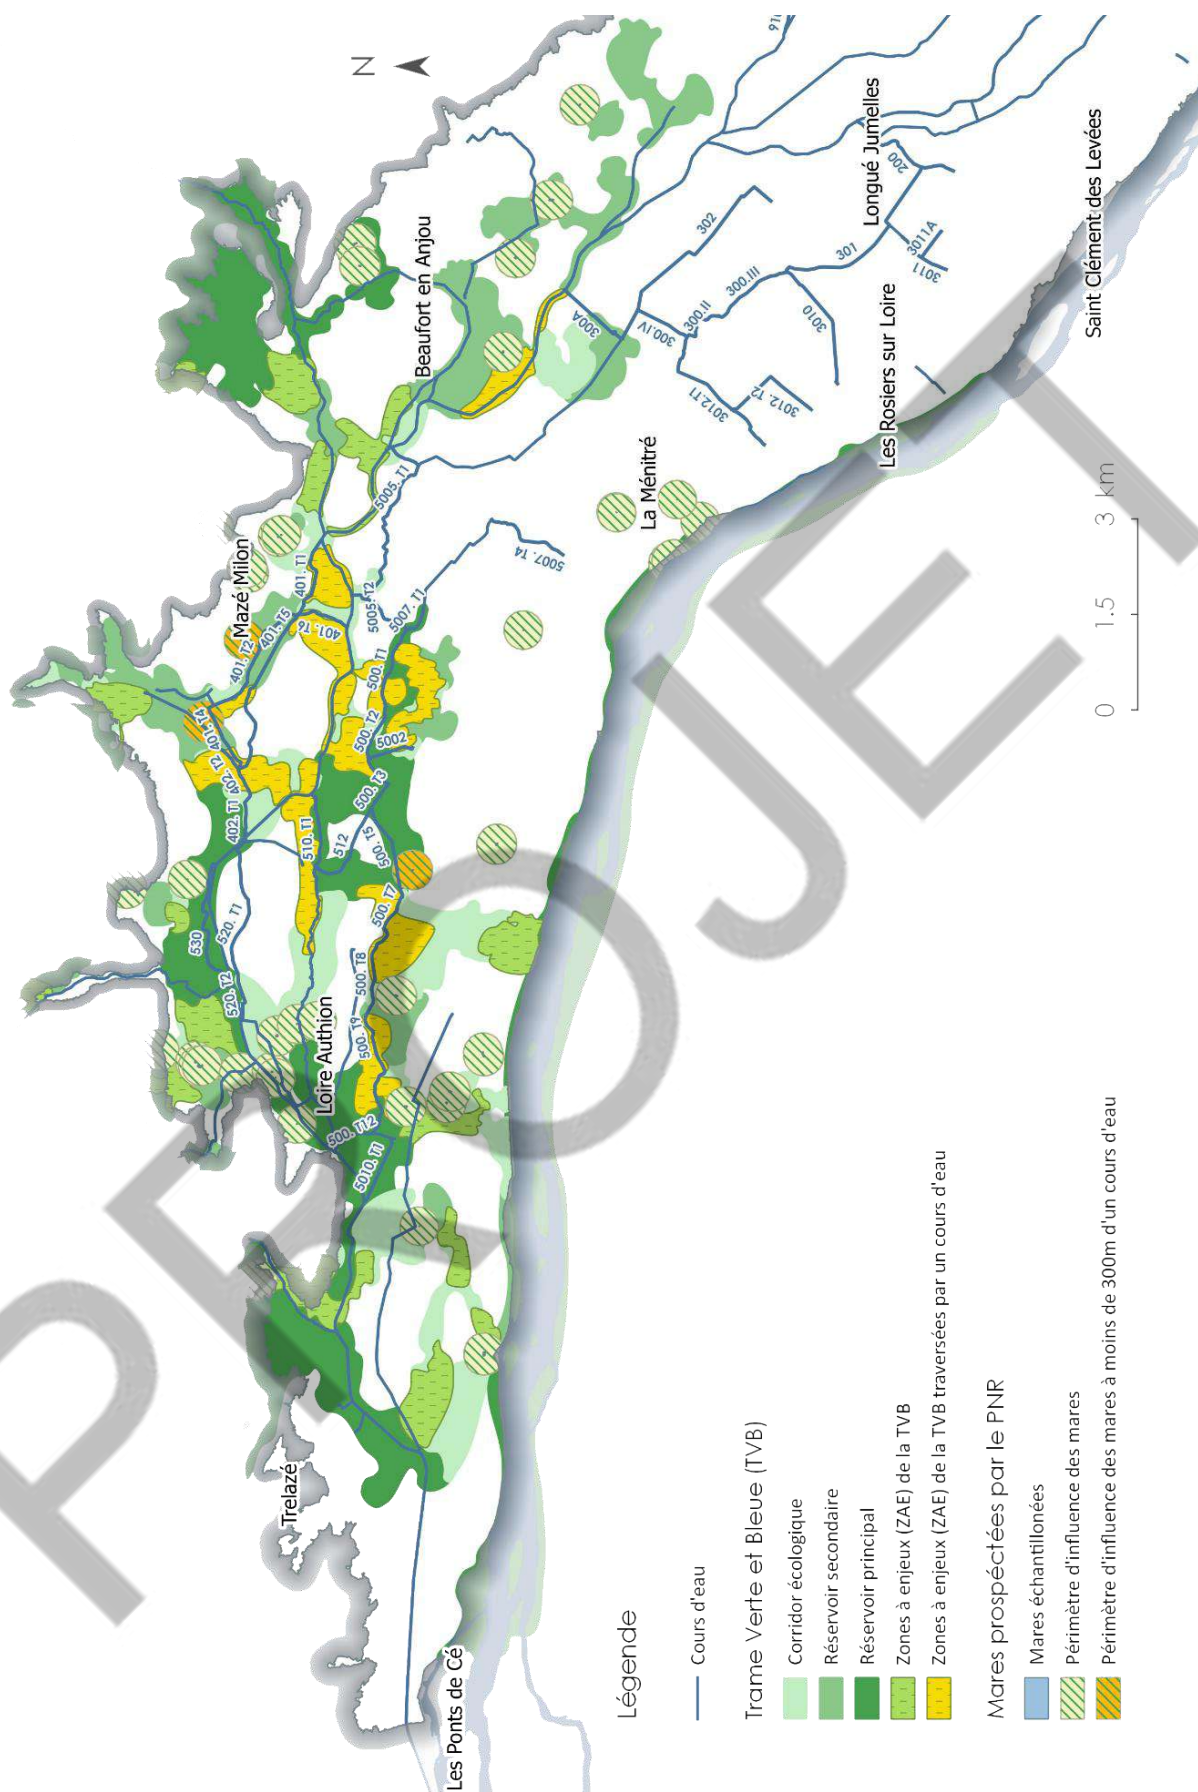 PROJET
N
Trelazé
Les Ponts de Cé
Loire Authion
Mazé Milon
Beaufort en Anjou
La Ménitré
Les Rosiers sur Loire
Longué Jumelles
Saint Clément des Levées
530
520. T1
520. T2
402. T1
402. T2
401. T4
401. T2
401. T5
401. T1
401. T6
510. T1
512
500. T5
500. T3
500. T2
500. T1
5002
500. T7
500. T8
500. T9
500. T12
5010. T1
5005. T1
5005. T2
5007. T1
5007. T4
300A
300.IV
300.II
300.III
302
301
3010
3012.T1
3012. T2
3011A
3011
200
0 1.5 3 km
Légende
Cours d'eau
Trame Verte et Bleue (TVB)
Corridor écologique
Réservoir secondaire
Réservoir principal
Zones à enjeux (ZAE) de la TVB
Zones à enjeux (ZAE) de la TVB traversées par un cours d'eau
Mares prospéctées par le PNR
Mares échantillonées
Périmètre d'influence des mares
Périmètre d'influence des mares à moins de 300m d'un cours d'eau